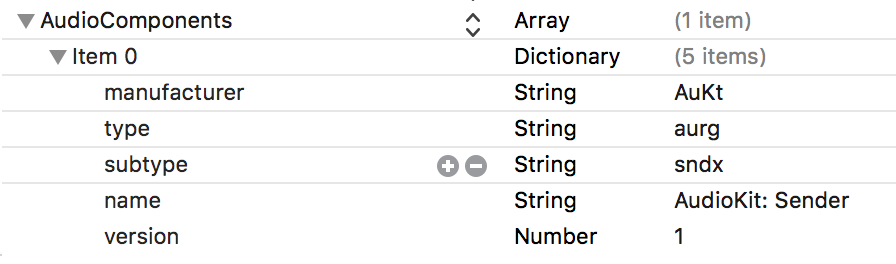 AudioComponents Array (1 item)
Item 0 Dictionary (5 items)
manufacturer String AuKt
type String aurg
subtype String sndx
name String AudioKit: Sender
version Number 1